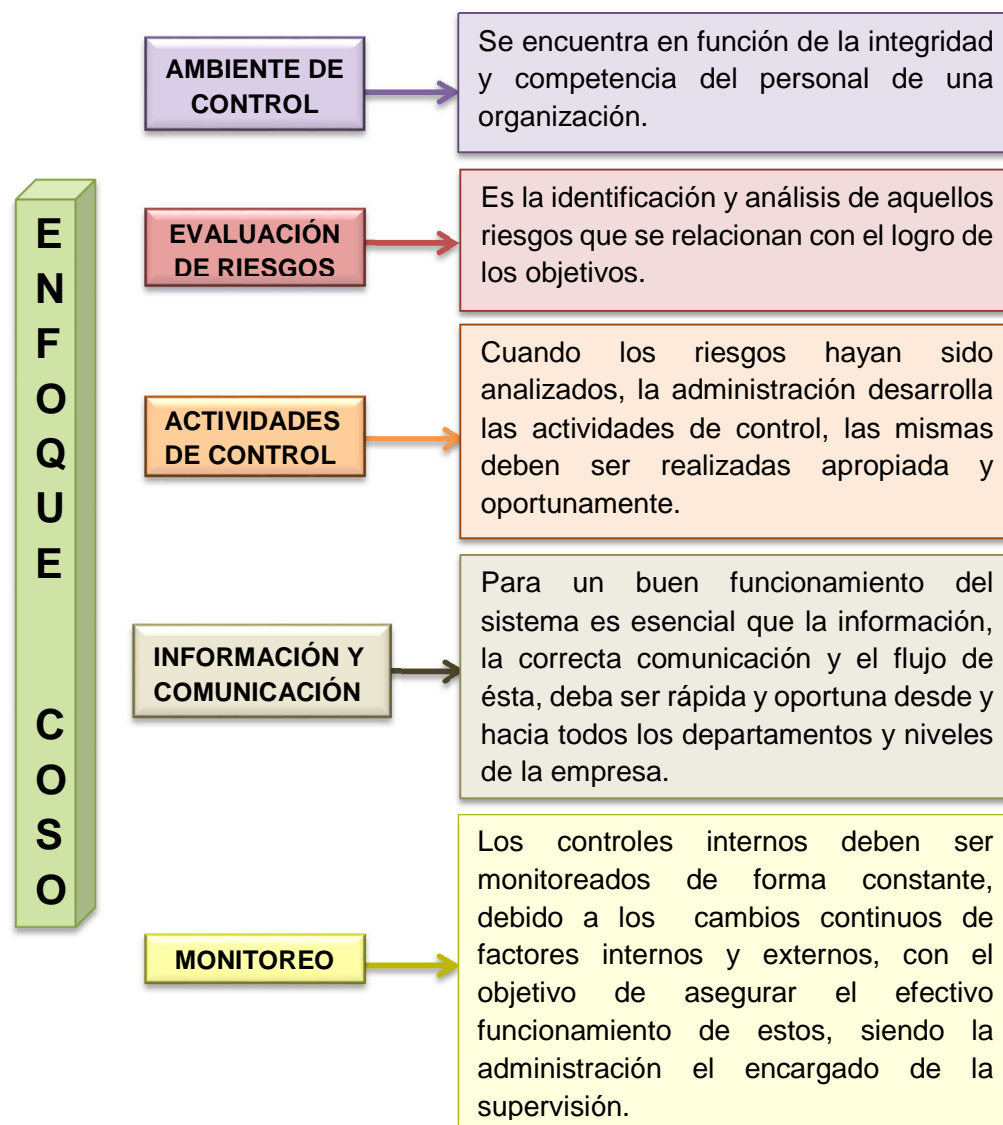 AMBIENTE DE
CONTROL
Se encuentra en función de la integridad
y competencia del personal de una
organización.
ENFOQUE COSO
EVALUACIÓN
DE RIESGOS
Es la identificación y análisis de aquellos
riesgos que se relacionan con el logro de
los objetivos.
ACTIVIDADES
DE CONTROL
Cuando los riesgos hayan sido
analizados, la administración desarrolla
las actividades de control, las mismas
deben ser realizadas apropiada y
oportunamente.
INFORMACIÓN Y
COMUNICACIÓN
Para un buen funcionamiento del
sistema es esencial que la información,
la correcta comunicación y el flujo de
ésta, deba ser rápida y oportuna desde y
hacia todos los departamentos y niveles
de la empresa.
MONITOREO
Los controles internos deben ser
monitoreados de forma constante,
debido a los cambios continuos de
factores internos y externos, con el
objetivo de asegurar el efectivo
funcionamiento de estos, siendo la
administración el encargado de la
supervisión.